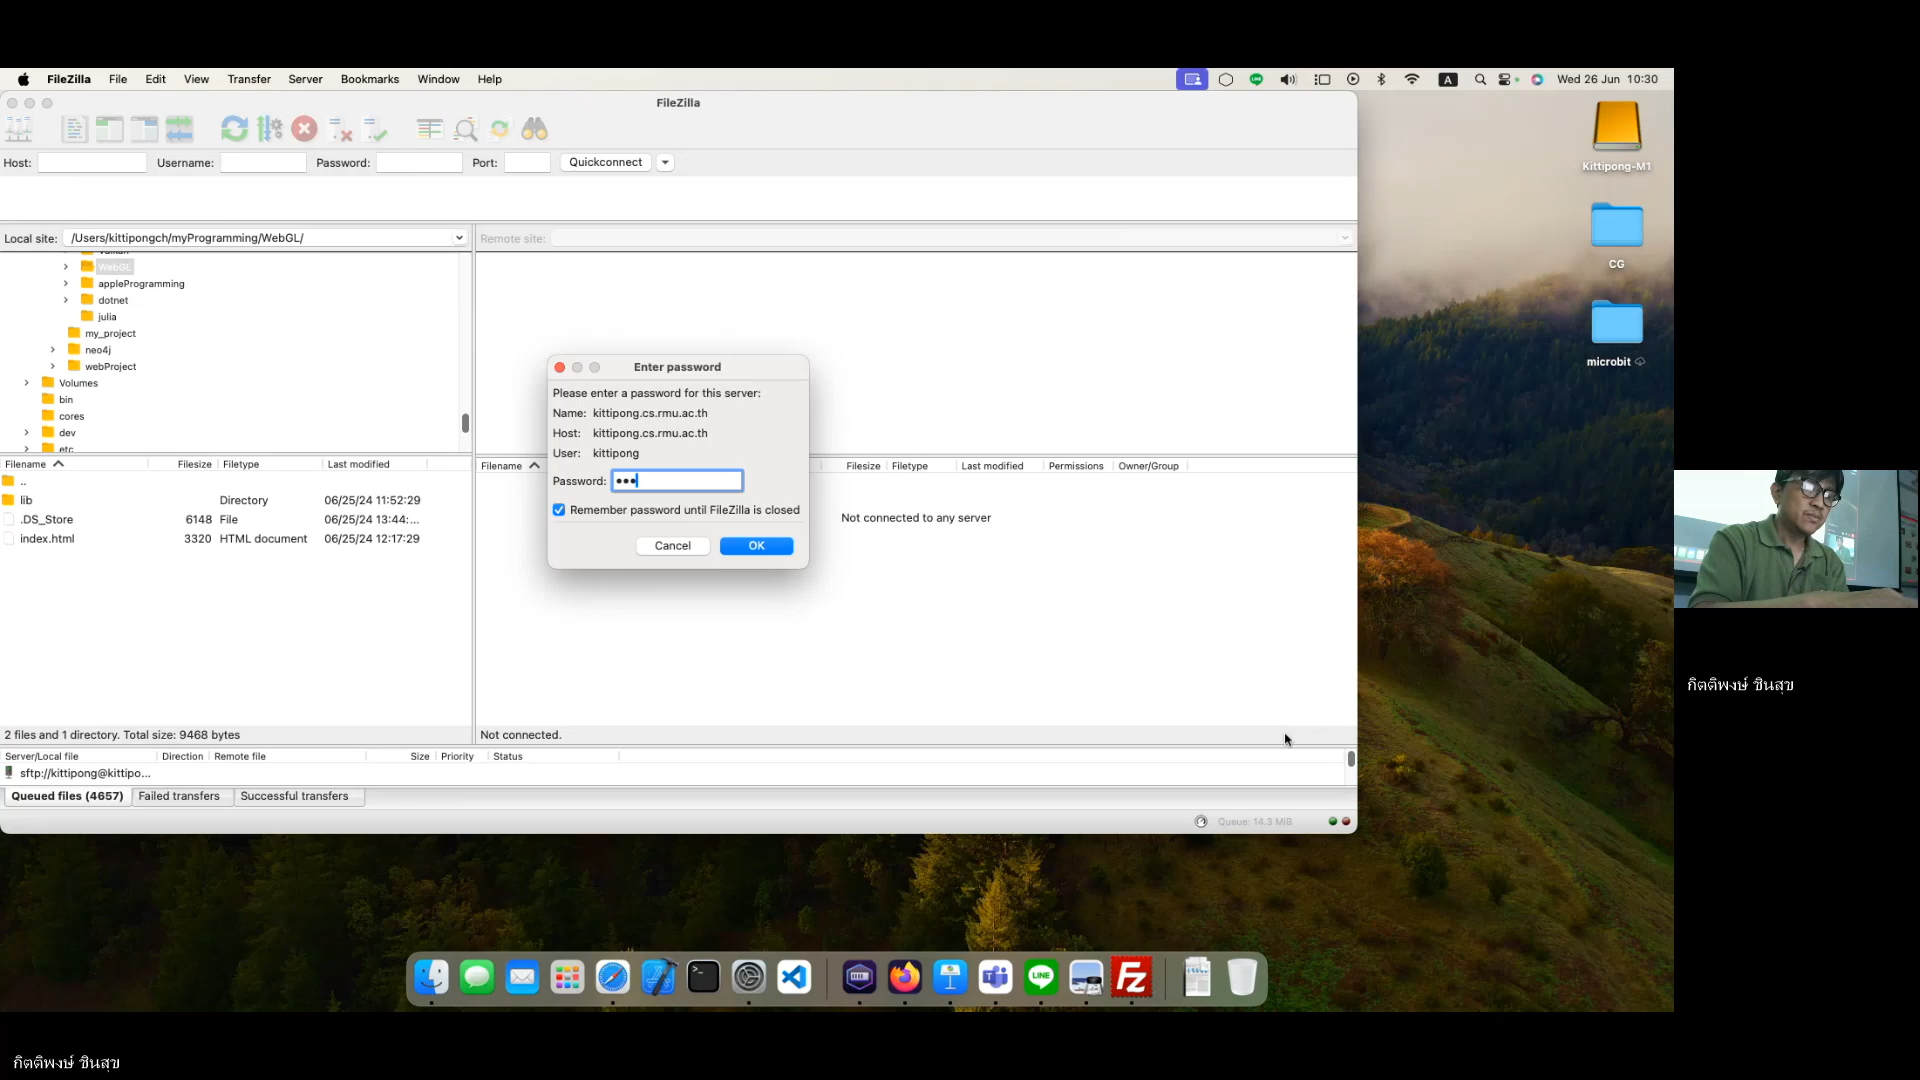 FileZilla File Edit View Transfer Server Bookmarks Window Help A Wed 26 Jun 10:30
FileZilla
Host: Username: Password: Port: Quickconnect
Local site: /Users/kittipongch/myProgramming/WebGL/ Remote site:
WebGL
appleProgramming
dotnet
julia
my_project
neo4j
webProject
Volumes
bin
cores
dev
etc
Filename Filesize Filetype Last modified
..
lib Directory 06/25/24 11:52:29
.DS_Store 6148 File 06/25/24 13:44:...
index.html 3320 HTML document 06/25/24 12:17:29
2 files and 1 directory. Total size: 9468 bytes
Filename Filesize Filetype Last modified Permissions Owner/Group
Not connected to any server
Not connected.
Enter password
Please enter a password for this server:
Name: kittipong.cs.rmu.ac.th
Host: kittipong.cs.rmu.ac.th
User: kittipong
Password: •••
Remember password until FileZilla is closed
Cancel OK
Server/Local file Direction Remote file Size Priority Status
sftp://kittipong@kittipo...
Queued files (4657) Failed transfers Successful transfers
Queue: 14.3 MiB
Kittipong-M1
CG
microbit
LINE
Fz
กิตติพงษ์ ชินสุข
กิตติพงษ์ ชินสุข